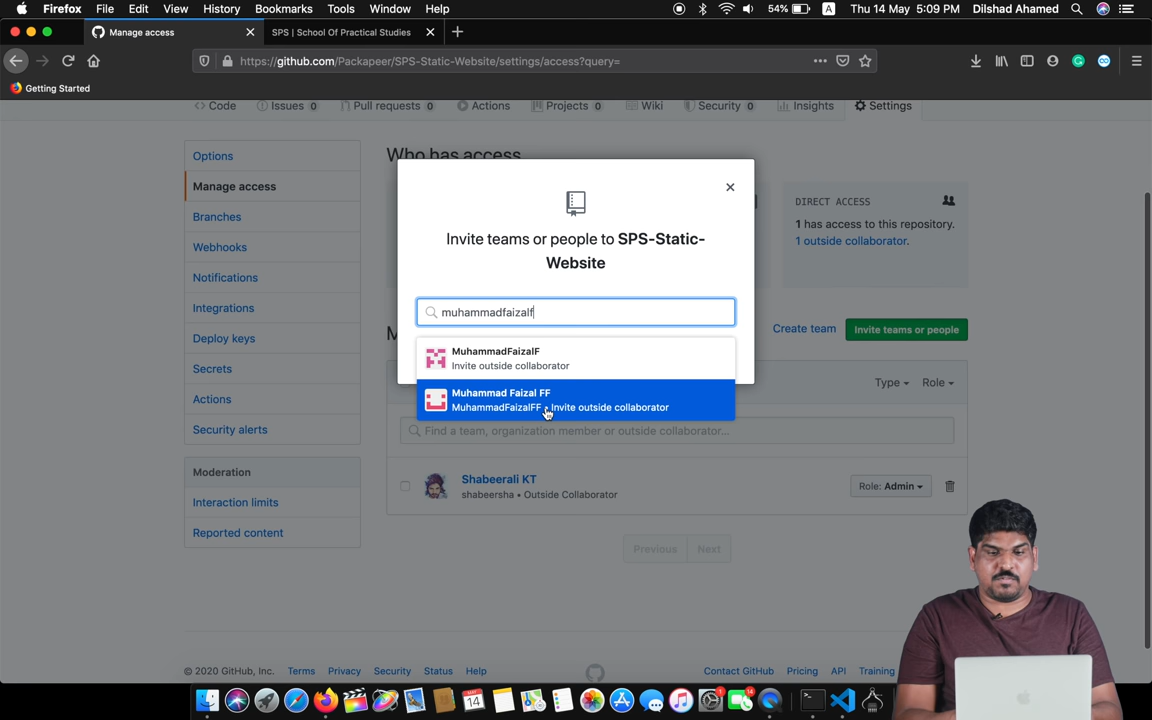 Firefox File Edit View History Bookmarks Tools Window Help 54% A Thu 14 May 5:09 PM Dilshad Ahamed
Manage access SPS | School Of Practical Studies
https://github.com/Packapeer/SPS-Static-Website/settings/access?query=
Getting Started
Code Issues 0 Pull requests 0 Actions Projects 0 Wiki Security 0 Insights Settings
Options
Manage access
Branches
Webhooks
Notifications
Integrations
Deploy keys
Secrets
Actions
Security alerts
Moderation
Interaction limits
Reported content
Who has access
DIRECT ACCESS
1 has access to this repository.
1 outside collaborator.
Invite teams or people to SPS-Static-
Website
muhammadfaizalf
MuhammadFaizalF
Invite outside collaborator
Muhammad Faizal FF
MuhammadFaizalFF • Invite outside collaborator
M
Create team Invite teams or people
Type Role
Find a team, organization member or outside collaborator...
Shabeerali KT
shabeersha • Outside Collaborator
Role: Admin
Previous Next
© 2020 GitHub, Inc. Terms Privacy Security Status Help Contact GitHub Pricing API Training